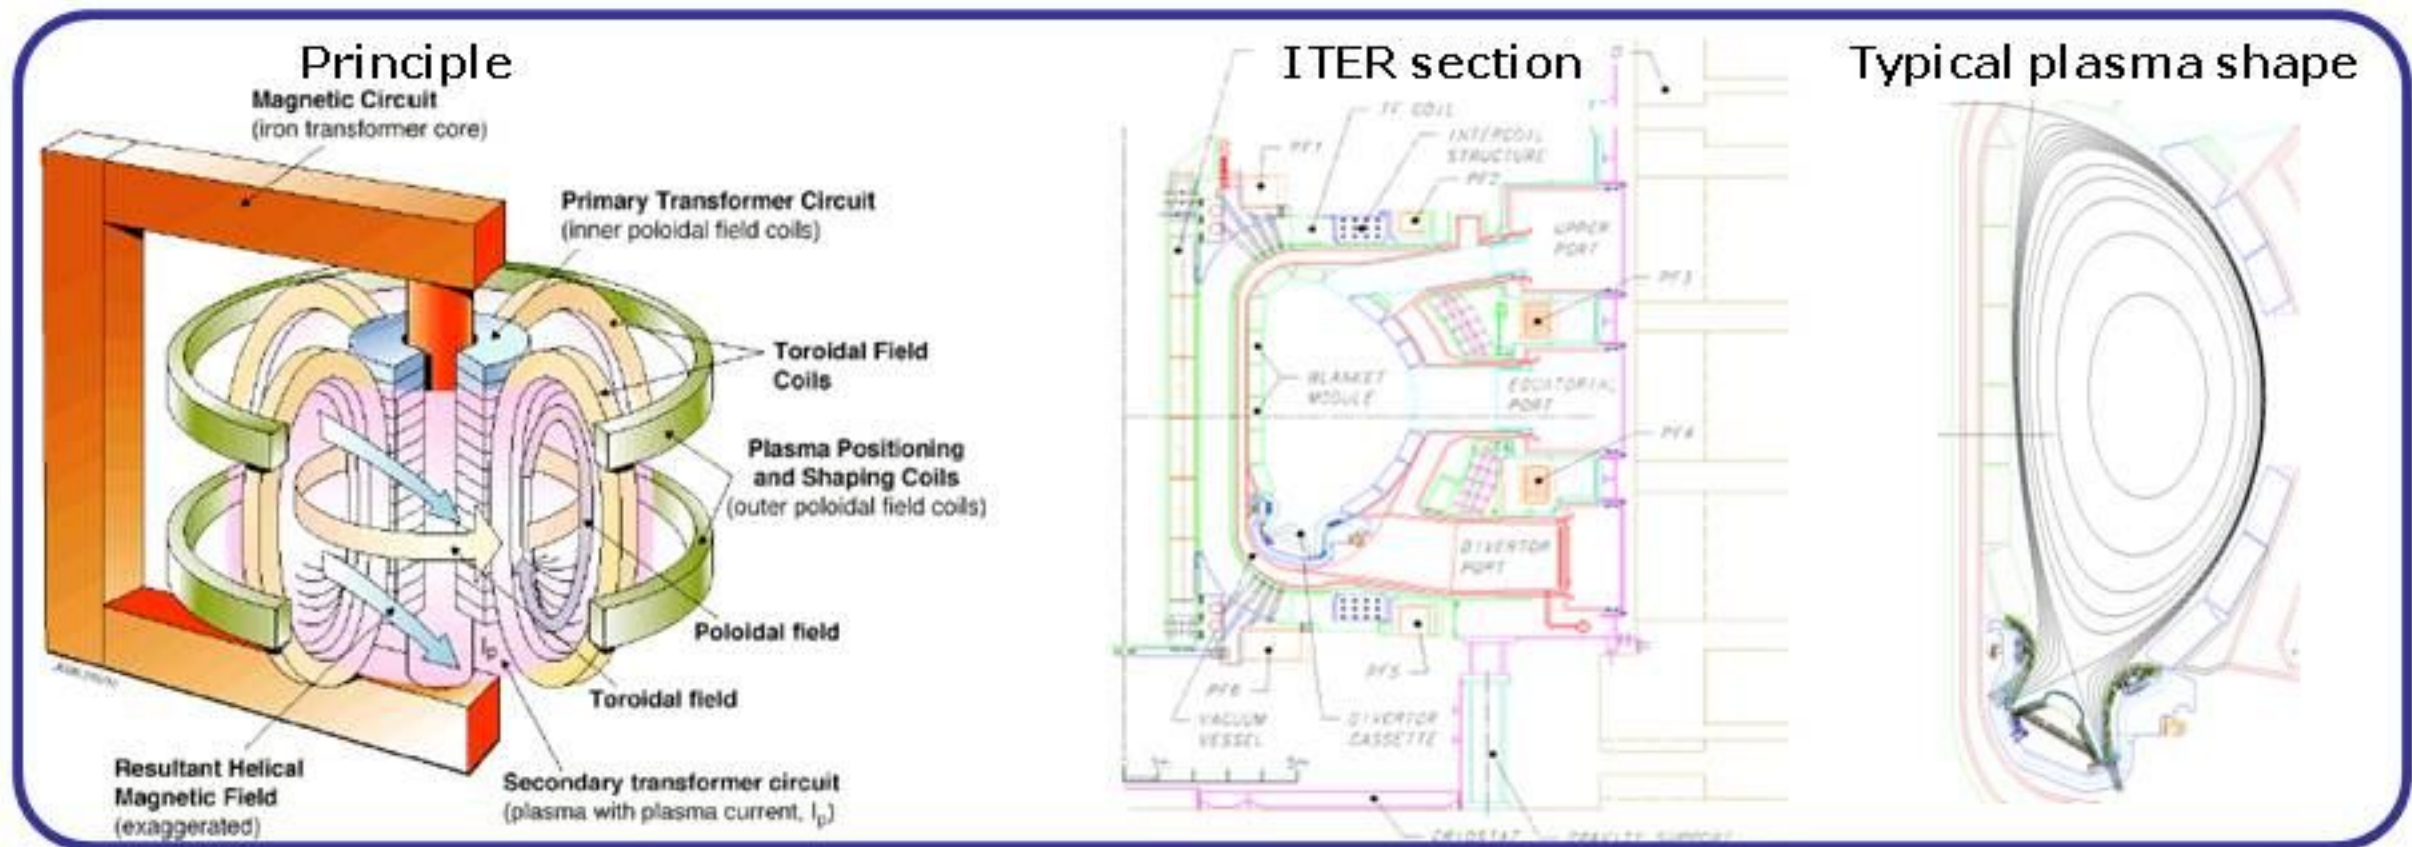 Principle
Magnetic Circuit
(iron transformer core)
Primary Transformer Circuit
(inner poloidal field coils)
Toroidal Field
Coils
Plasma Positioning
and Shaping Coils
(outer poloidal field coils)
Poloidal field
Toroidal field
Ip
Resultant Helical
Magnetic Field
(exaggerated)
Secondary transformer circuit
(plasma with plasma current, Ip)
ITER section
TF COIL
INTERCOIL
STRUCTURE
PF1
PF2
UPPER
PORT
PF3
BLANKET
MODULE
EQUATORIAL
PORT
PF4
DIVERTOR
PORT
PF5
PF6
VACUUM
VESSEL
DIVERTOR
CASSETTE
CRYOSTAT
GRAVITY SUPPORT
Typical plasma shape